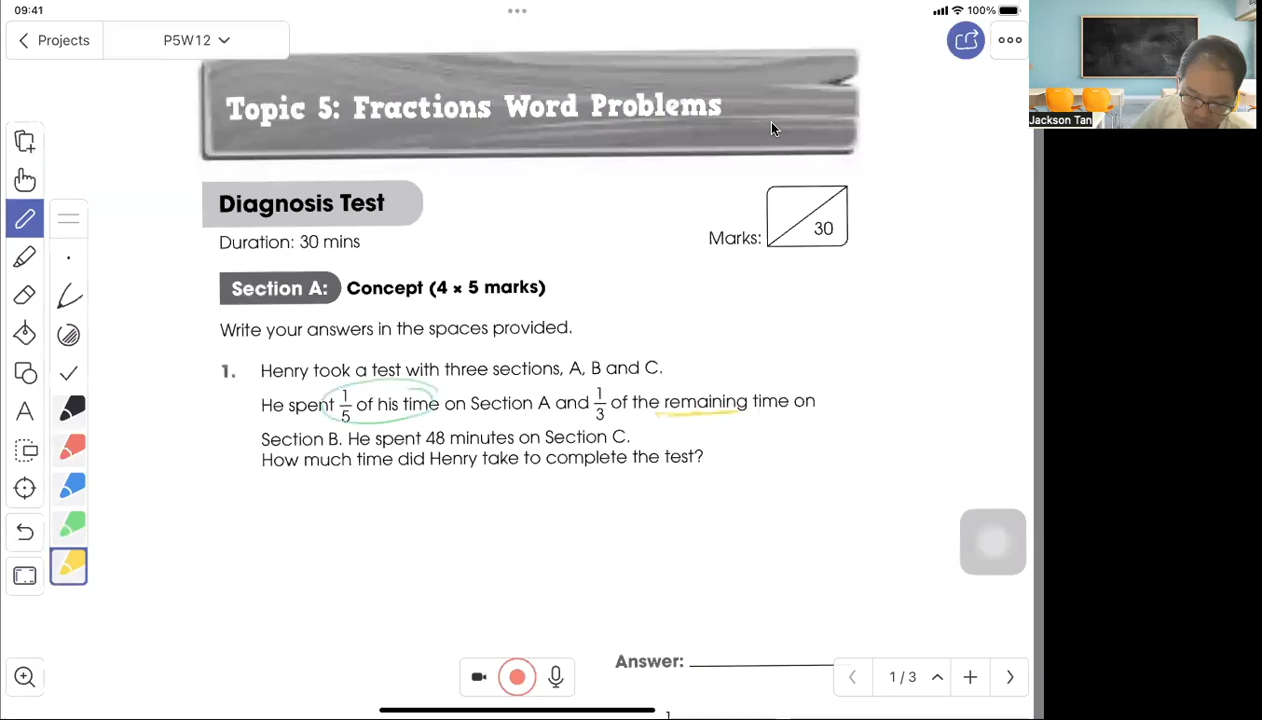 09:41
100%
Projects
P5W12
Jackson Tan
Topic 5: Fractions Word Problems
Diagnosis Test
Duration: 30 mins
Marks: 30
Section A: Concept (4 × 5 marks)
Write your answers in the spaces provided.
1. Henry took a test with three sections, A, B and C.
He spent 1/5 of his time on Section A and 1/3 of the remaining time on
Section B. He spent 48 minutes on Section C.
How much time did Henry take to complete the test?
A
Answer:
1 / 3
1